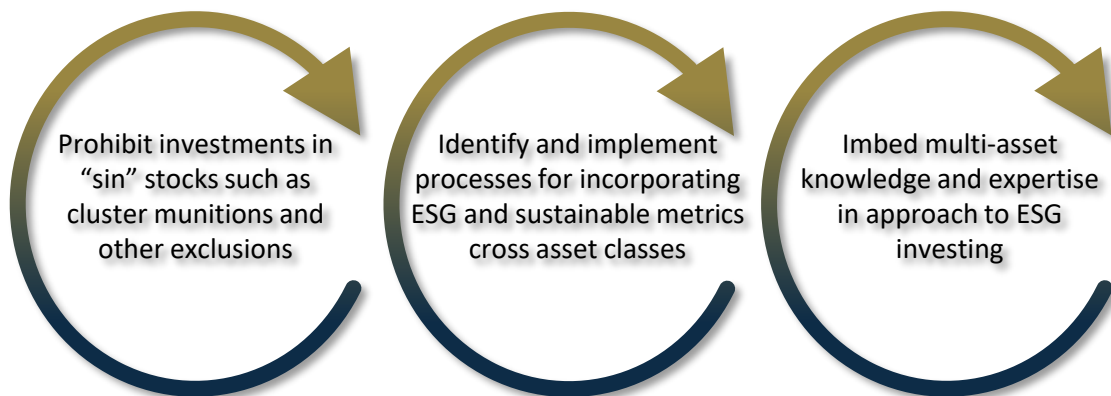 Prohibit investments in
“sin” stocks such as
cluster munitions and
other exclusions
Identify and implement
processes for incorporating
ESG and sustainable metrics
cross asset classes
Imbed multi-asset
knowledge and expertise
in approach to ESG
investing